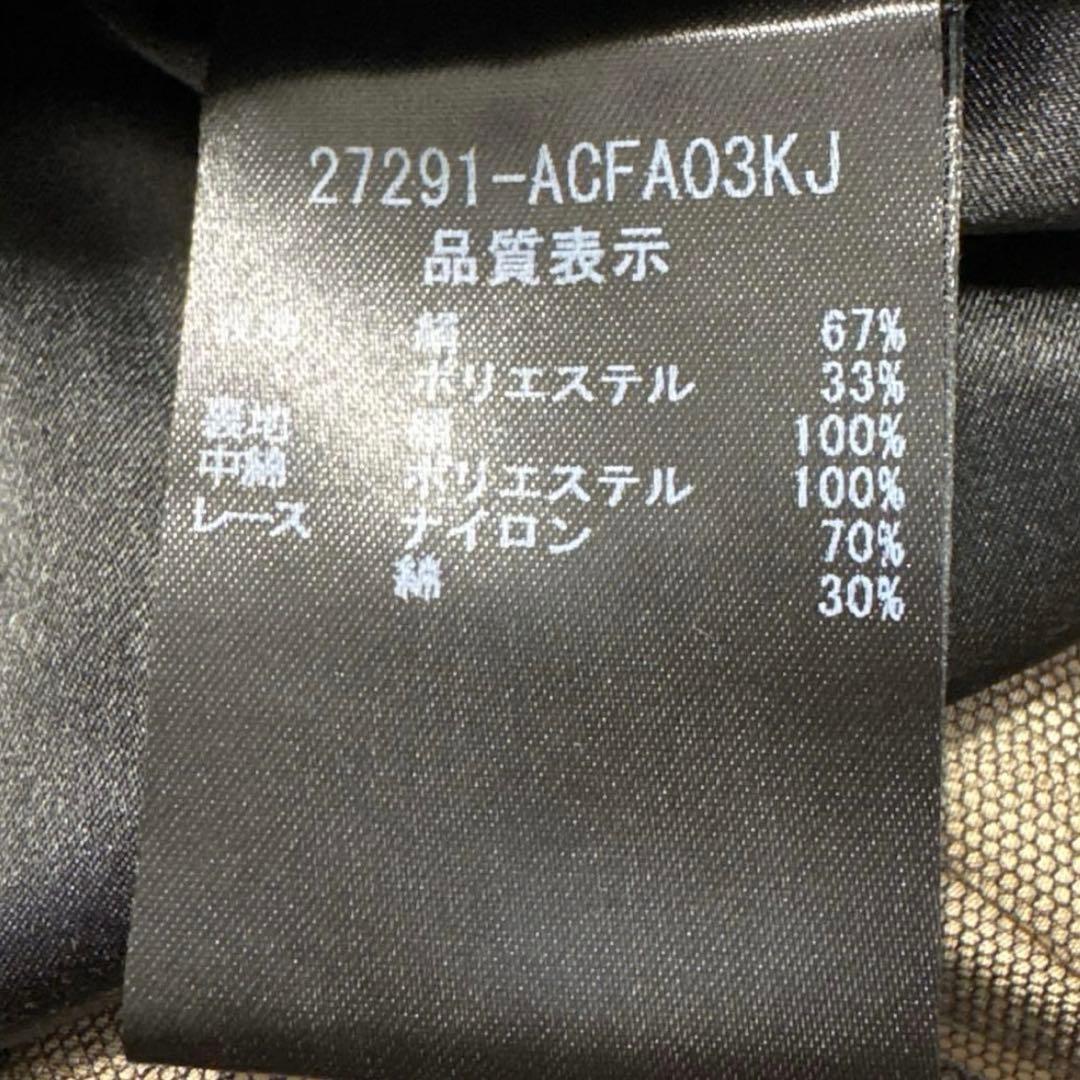 27291-ACFA03KJ
品質表示
絹 67%
ポリエステル 33%
裏地 100%
中綿 ポリエステル 100%
レース ナイロン 70%
綿 30%